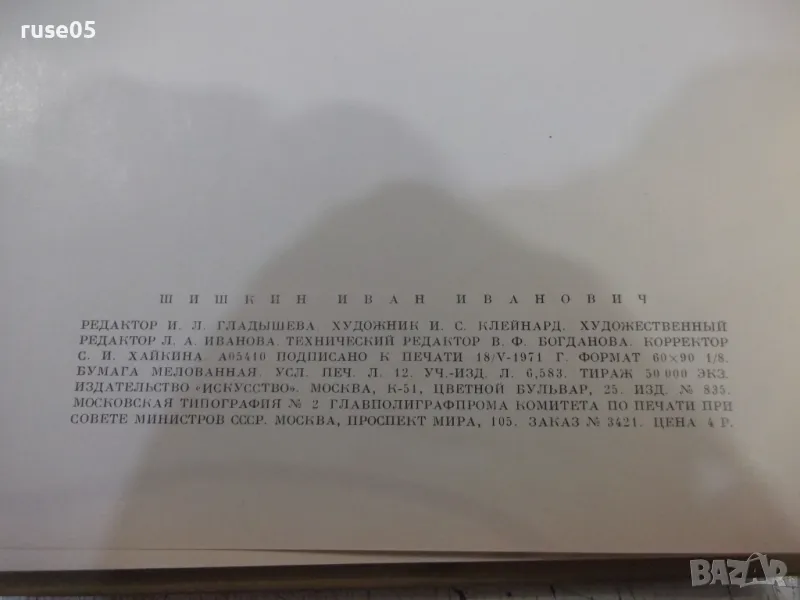 ruse05
ШИШКИН ИВАН ИВАНОВИЧ
РЕДАКТОР И. Л. ГЛАДЫШЕВА. ХУДОЖНИК И. С. КЛЕЙНАРД. ХУДОЖЕСТВЕННЫЙ
РЕДАКТОР Л. А. ИВАНОВА. ТЕХНИЧЕСКИЙ РЕДАКТОР В. Ф. БОГДАНОВА. КОРРЕКТОР
С. И. ХАЙКИНА. А05410 ПОДПИСАНО К ПЕЧАТИ 18/V-1971 Г. ФОРМАТ 60×90 1/8.
БУМАГА МЕЛОВАННАЯ. УСЛ. ПЕЧ. Л. 12. УЧ.-ИЗД. Л. 6,583. ТИРАЖ 50 000 ЭКЗ.
ИЗДАТЕЛЬСТВО «ИСКУССТВО». МОСКВА, К-51, ЦВЕТНОЙ БУЛЬВАР, 25. ИЗД. № 835.
МОСКОВСКАЯ ТИПОГРАФИЯ № 2 ГЛАВПОЛИГРАФПРОМА КОМИТЕТА ПО ПЕЧАТИ ПРИ
СОВЕТЕ МИНИСТРОВ СССР. МОСКВА, ПРОСПЕКТ МИРА, 105. ЗАКАЗ № 3421. ЦЕНА 4 Р.
BAZAR